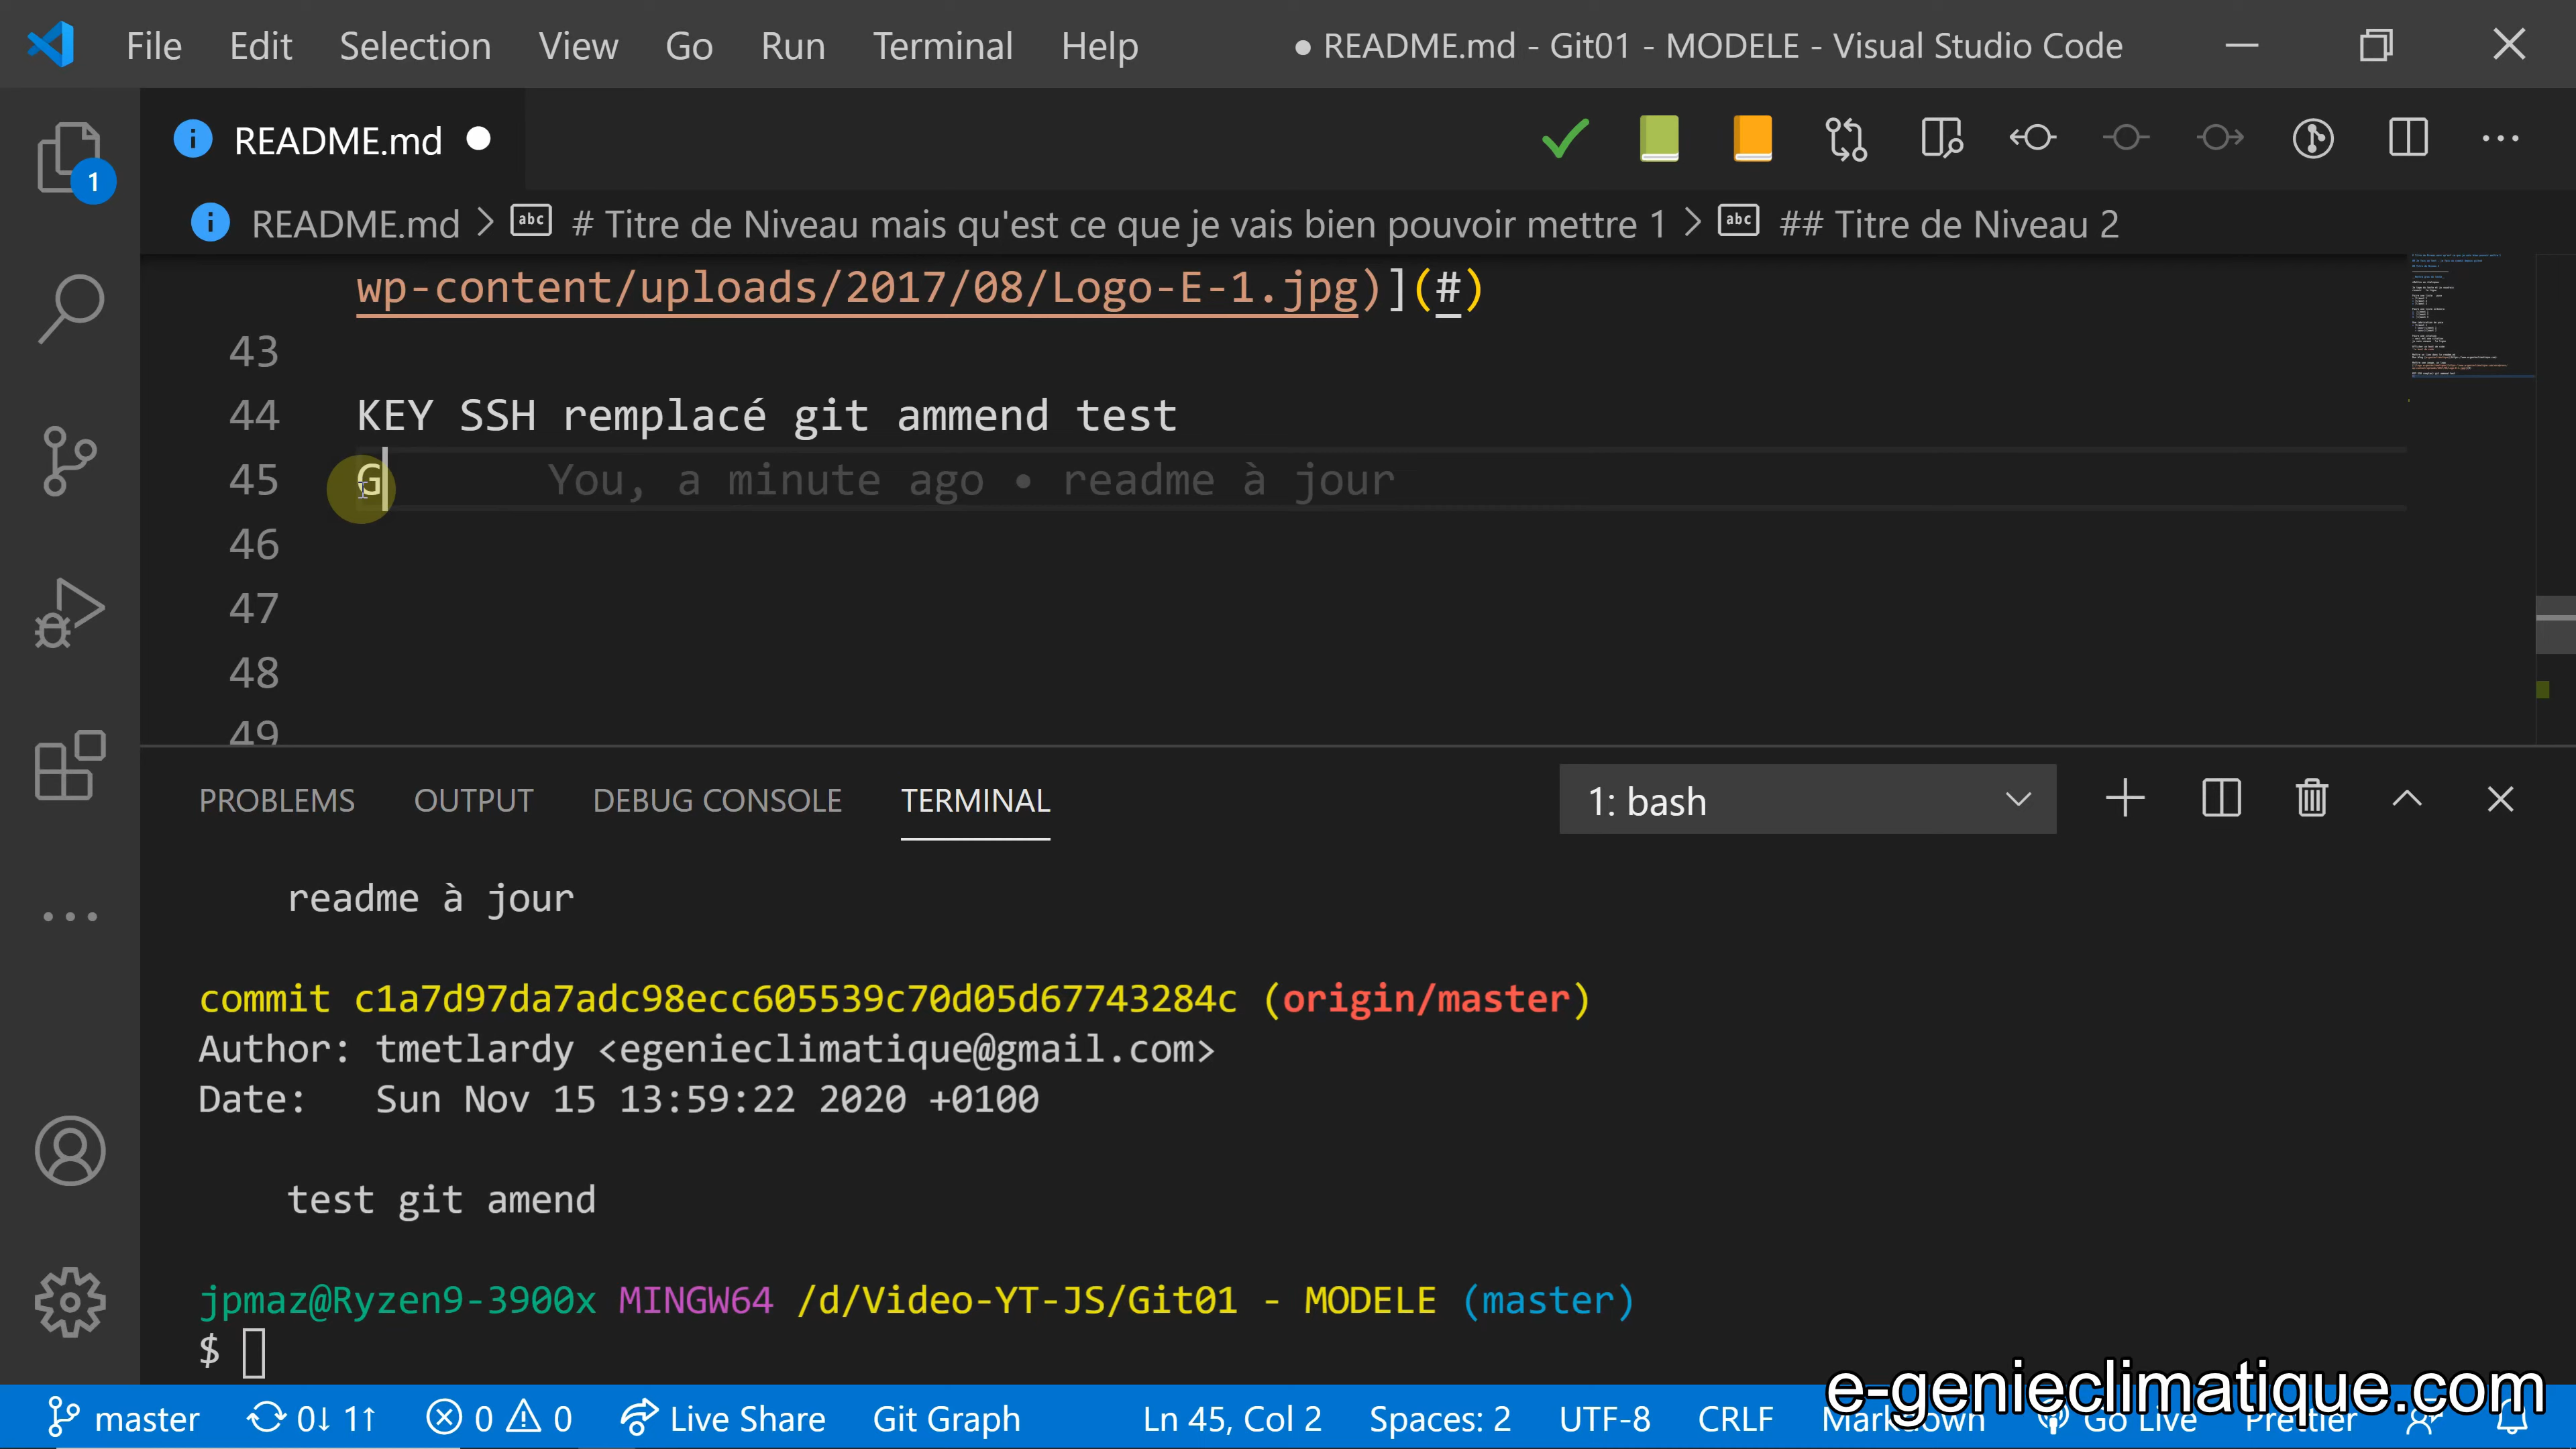 File Edit Selection View Go Run Terminal Help ● README.md - Git01 - MODELE - Visual Studio Code
README.md
README.md > # Titre de Niveau mais qu'est ce que je vais bien pouvoir mettre 1 > ## Titre de Niveau 2
1
wp-content/uploads/2017/08/Logo-E-1.jpg)](#)
43
44 KEY SSH remplacé git ammend test
45 G You, a minute ago • readme à jour
46
47
48
49
PROBLEMS OUTPUT DEBUG CONSOLE TERMINAL 1: bash
readme à jour
commit c1a7d97da7adc98ecc605539c70d05d67743284c (origin/master)
Author: tmetlardy <egenieclimatique@gmail.com>
Date: Sun Nov 15 13:59:22 2020 +0100
test git amend
jpmaz@Ryzen9-3900x MINGW64 /d/Video-YT-JS/Git01 - MODELE (master)
$
e-genieclimatique.com
master 0↓ 1↑ 0 0 Live Share Git Graph Ln 45, Col 2 Spaces: 2 UTF-8 CRLF Markdown Go Live Prettier